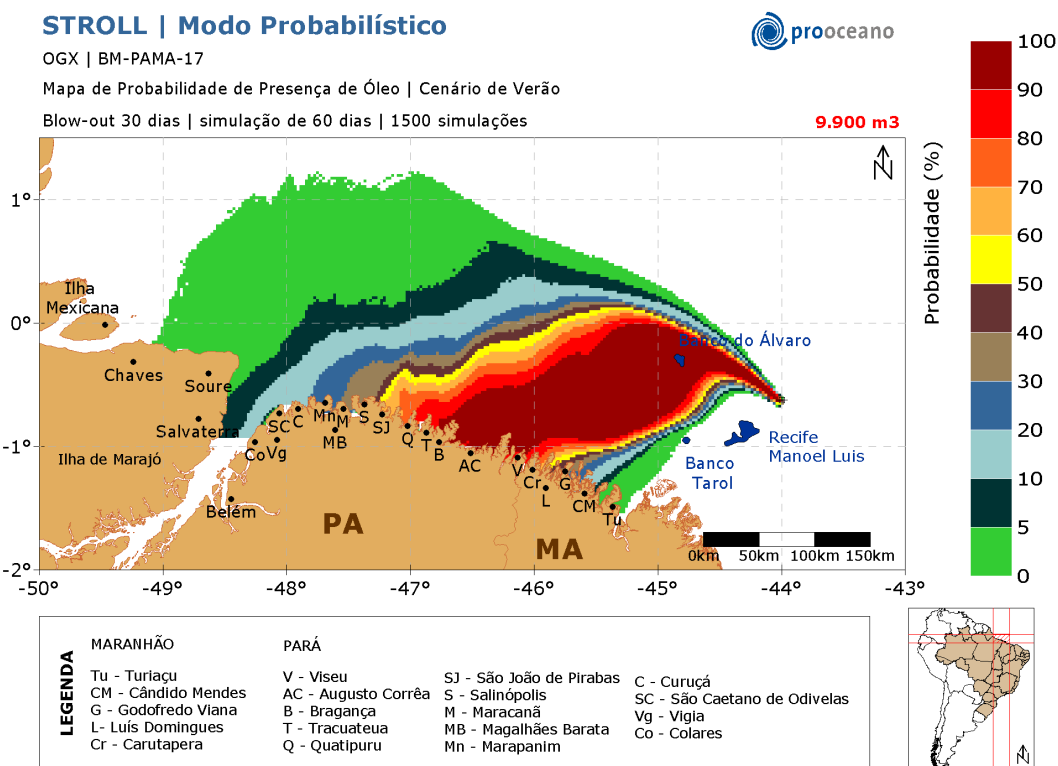 STROLL | Modo Probabilístico
prooceano
OGX | BM-PAMA-17
Mapa de Probabilidade de Presença de Óleo | Cenário de Verão
Blow-out 30 dias | simulação de 60 dias | 1500 simulações
9.900 m3
N
1°
0°
-1°
-2°
-50°
-49°
-48°
-47°
-46°
-45°
-44°
-43°
Ilha
Mexicana
Chaves
Soure
Salvaterra
Ilha de Marajó
Belém
Co
Vg
SC
C
Mn
M
MB
S
SJ
Q
T
B
AC
V
Cr
L
G
CM
Tu
PA
MA
Banco do Álvaro
Recife
Manoel Luis
Banco
Tarol
0km
50km
100km
150km
Probabilidade (%)
100
90
80
70
60
50
40
30
20
10
5
0
LEGENDA
MARANHÃO
Tu - Turiaçu
CM - Cândido Mendes
G - Godofredo Viana
L- Luís Domingues
Cr - Carutapera
PARÁ
V - Viseu
AC - Augusto Corrêa
B - Bragança
T - Tracuateua
Q - Quatipuru
SJ - São João de Pirabas
S - Salinópolis
M - Maracanã
MB - Magalhães Barata
Mn - Marapanim
C - Curuçá
SC - São Caetano de Odivelas
Vg - Vigia
Co - Colares
N